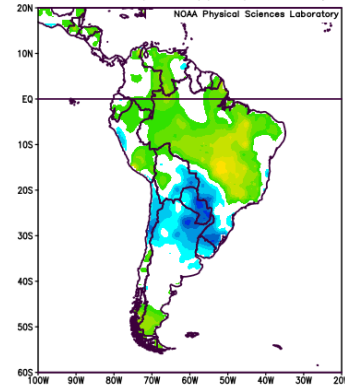 20N
NOAA Physical Sciences Laboratory
10N
EQ
10S
20S
30S
40S
50S
60S
100W 90W 80W 70W 60W 50W 40W 30W 20W